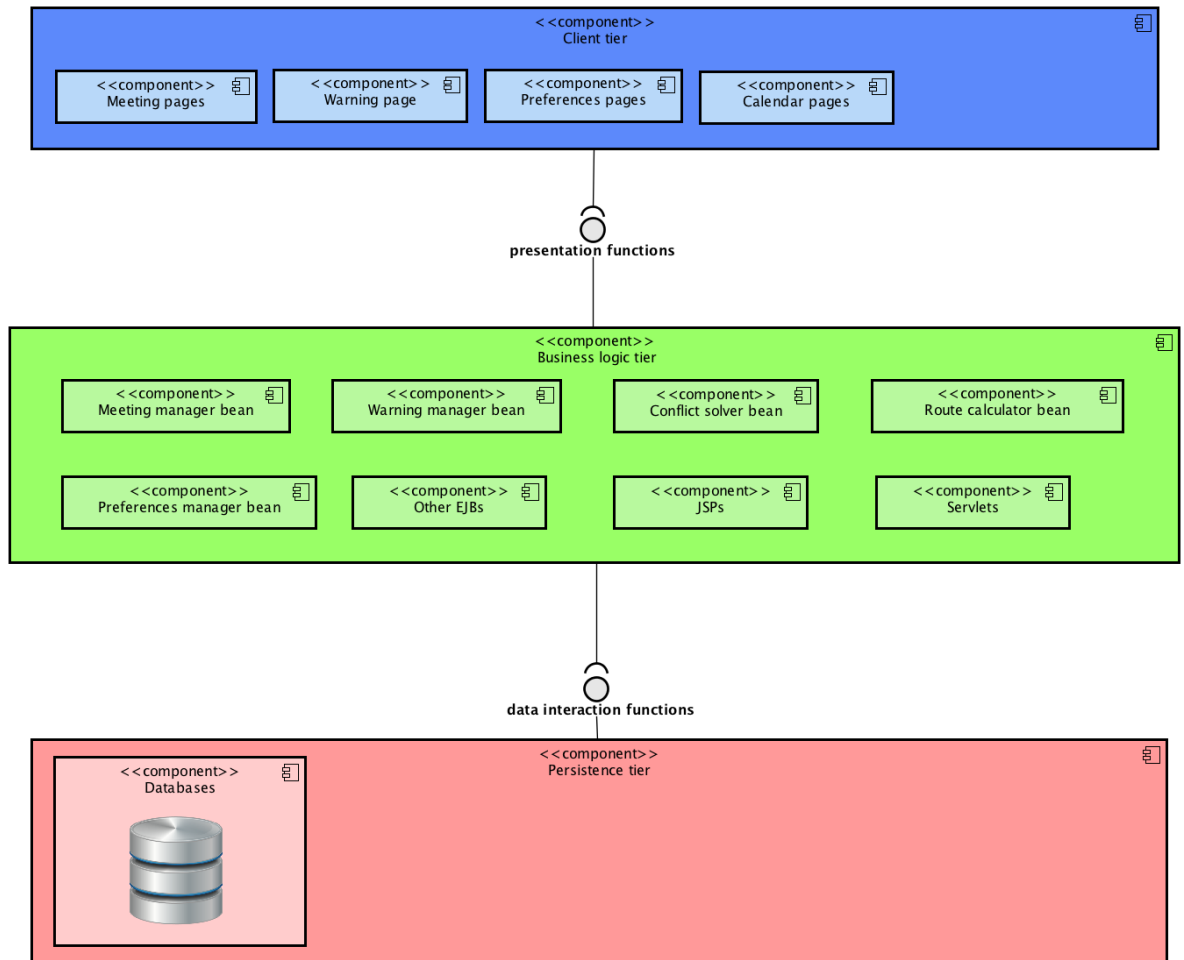 <<component>>
Client tier
<<component>>
Meeting pages
<<component>>
Warning page
<<component>>
Preferences pages
<<component>>
Calendar pages
presentation functions
<<component>>
Business logic tier
<<component>>
Meeting manager bean
<<component>>
Warning manager bean
<<component>>
Conflict solver bean
<<component>>
Route calculator bean
<<component>>
Preferences manager bean
<<component>>
Other EJBs
<<component>>
JSPs
<<component>>
Servlets
data interaction functions
<<component>>
Persistence tier
<<component>>
Databases